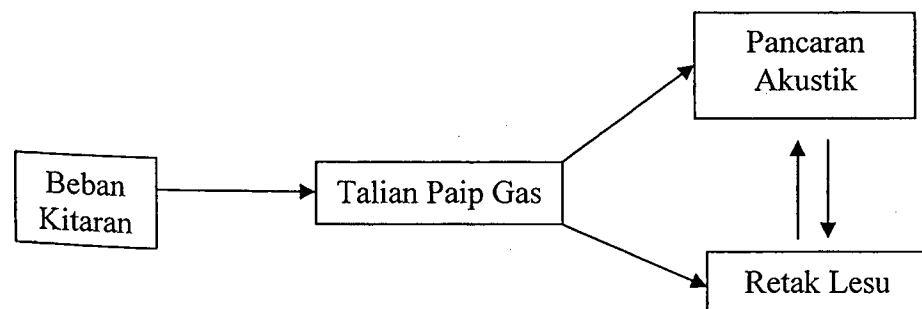 Pancaran
Akustik
Beban
Kitaran
Talian Paip Gas
Retak Lesu